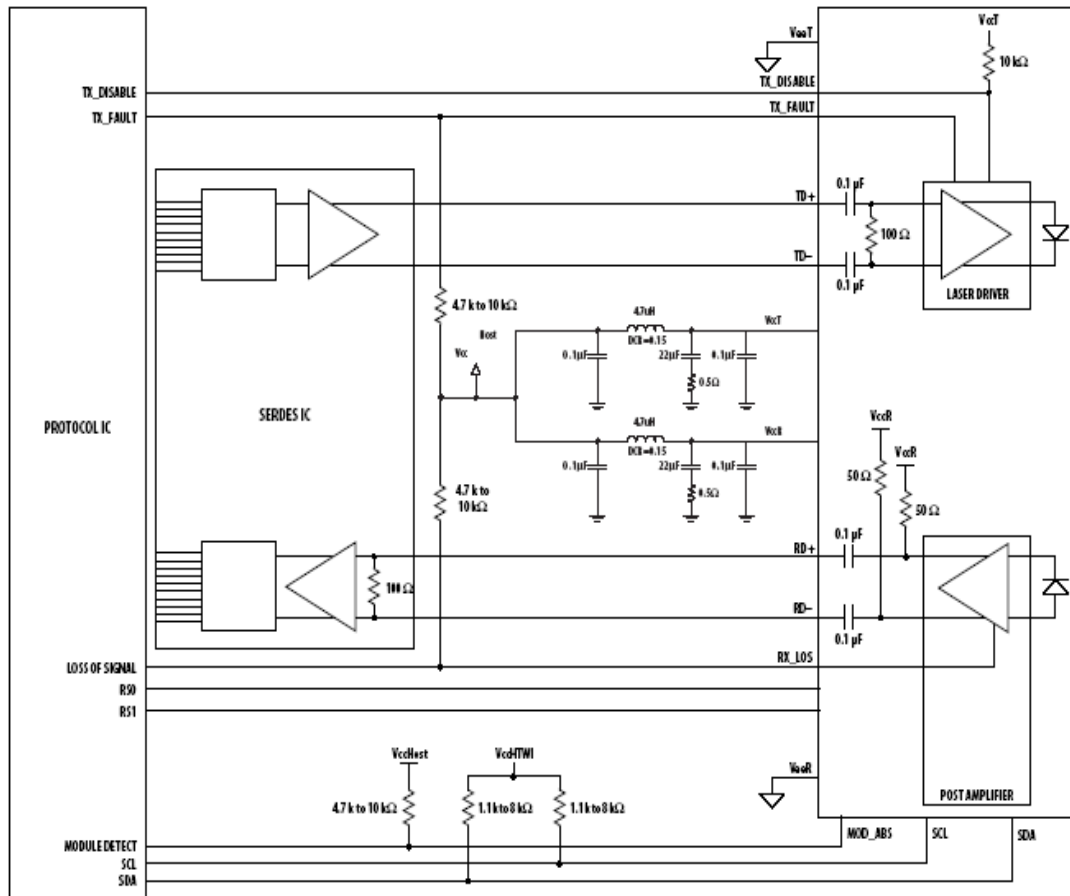 VeeT
VccT
10 kΩ
TX_DISABLE
TX_DISABLE
TX_FAULT
TX_FAULT
0.1 µF
TD+
100 Ω
TD–
0.1 µF
LASER DRIVER
4.7 k to 10 kΩ
4.7uH
VccT
Host
Vcc
DCR=0.15
0.1µF
22µF
0.1µF
0.5Ω
PROTOCOL IC
SERDES IC
4.7uH
VccR
DCR=0.15
0.1µF
22µF
0.1µF
0.5Ω
VccR
VccR
50 Ω
50 Ω
4.7 k to
10 kΩ
0.1 µF
RD+
100 Ω
RD–
0.1 µF
LOSS OF SIGNAL
RX_LOS
RS0
RS1
VccHost
VccHTWI
VeeR
4.7 k to 10 kΩ
1.1 k to 8 kΩ
1.1 k to 8 kΩ
POST AMPLIFIER
MODULE DETECT
MOD_ABS
SCL
SDA
SCL
SDA